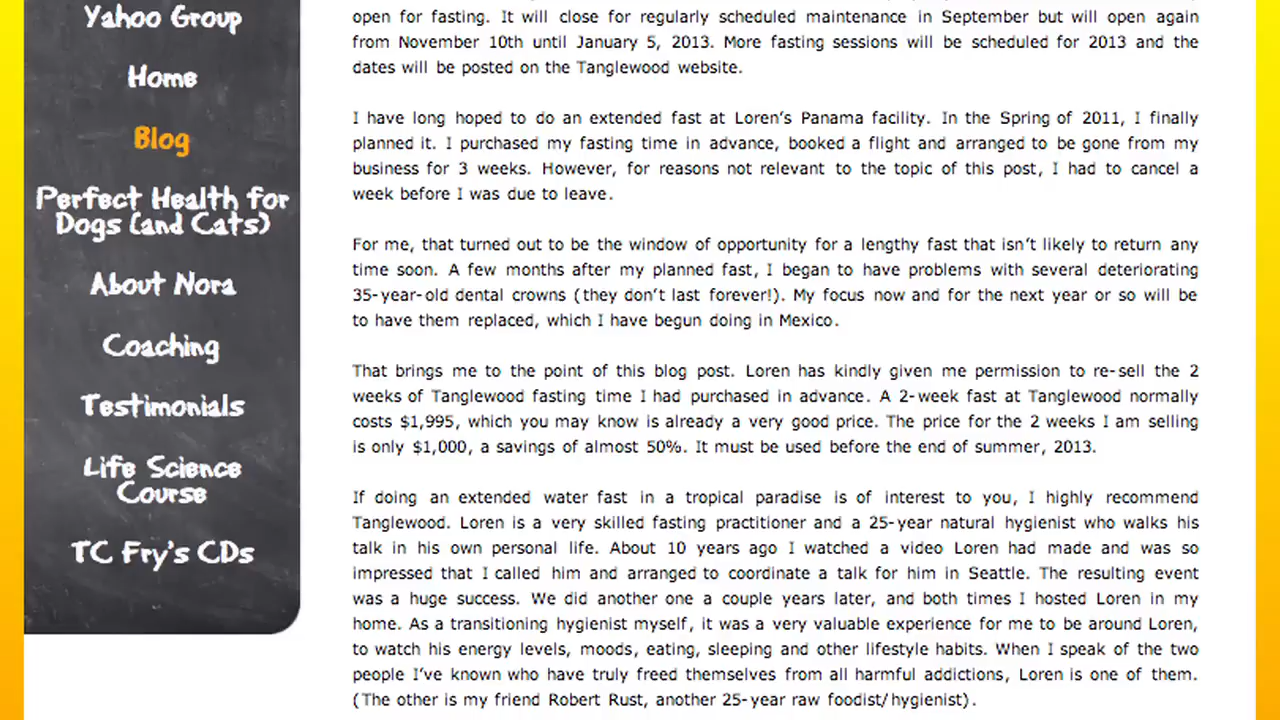 Yahoo Group
Home
Blog
Perfect Health for
Dogs (and Cats)
About Nora
Coaching
Testimonials
Life Science
Course
TC Fry's CDs
open for fasting. It will close for regularly scheduled maintenance in September but will open again
from November 10th until January 5, 2013. More fasting sessions will be scheduled for 2013 and the
dates will be posted on the Tanglewood website.
I have long hoped to do an extended fast at Loren's Panama facility. In the Spring of 2011, I finally
planned it. I purchased my fasting time in advance, booked a flight and arranged to be gone from my
business for 3 weeks. However, for reasons not relevant to the topic of this post, I had to cancel a
week before I was due to leave.
For me, that turned out to be the window of opportunity for a lengthy fast that isn't likely to return any
time soon. A few months after my planned fast, I began to have problems with several deteriorating
35-year-old dental crowns (they don't last forever!). My focus now and for the next year or so will be
to have them replaced, which I have begun doing in Mexico.
That brings me to the point of this blog post. Loren has kindly given me permission to re-sell the 2
weeks of Tanglewood fasting time I had purchased in advance. A 2-week fast at Tanglewood normally
costs $1,995, which you may know is already a very good price. The price for the 2 weeks I am selling
is only $1,000, a savings of almost 50%. It must be used before the end of summer, 2013.
If doing an extended water fast in a tropical paradise is of interest to you, I highly recommend
Tanglewood. Loren is a very skilled fasting practitioner and a 25-year natural hygienist who walks his
talk in his own personal life. About 10 years ago I watched a video Loren had made and was so
impressed that I called him and arranged to coordinate a talk for him in Seattle. The resulting event
was a huge success. We did another one a couple years later, and both times I hosted Loren in my
home. As a transitioning hygienist myself, it was a very valuable experience for me to be around Loren,
to watch his energy levels, moods, eating, sleeping and other lifestyle habits. When I speak of the two
people I've known who have truly freed themselves from all harmful addictions, Loren is one of them.
(The other is my friend Robert Rust, another 25-year raw foodist/hygienist).